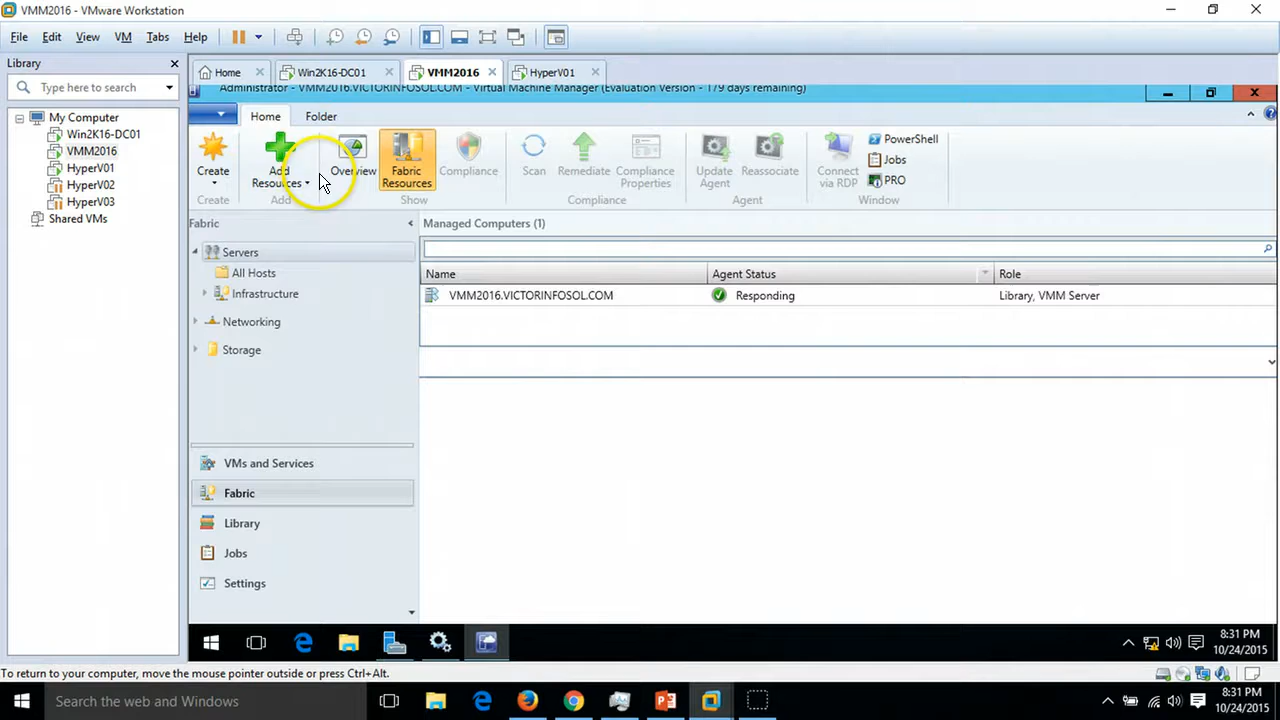 VMM2016 - VMware Workstation
File Edit View VM Tabs Help
Library
Type here to search
My Computer
Win2K16-DC01
VMM2016
HyperV01
HyperV02
HyperV03
Shared VMs
Home
Win2K16-DC01
VMM2016
HyperV01
Administrator - VMM2016.VICTORINFOSOL.COM - Virtual Machine Manager (Evaluation Version - 179 days remaining)
Home Folder
Create
Create
Add Resources
Add
Overview
Fabric Resources
Show
Compliance
Scan
Remediate
Compliance Properties
Compliance
Update Agent
Reassociate
Agent
Connect via RDP
PowerShell
Jobs
PRO
Window
Fabric
Servers
All Hosts
Infrastructure
Networking
Storage
VMs and Services
Fabric
Library
Jobs
Settings
Managed Computers (1)
Name Agent Status Role
VMM2016.VICTORINFOSOL.COM Responding Library, VMM Server
8:31 PM
10/24/2015
To return to your computer, move the mouse pointer outside or press Ctrl+Alt.
Search the web and Windows
8:31 PM
10/24/2015